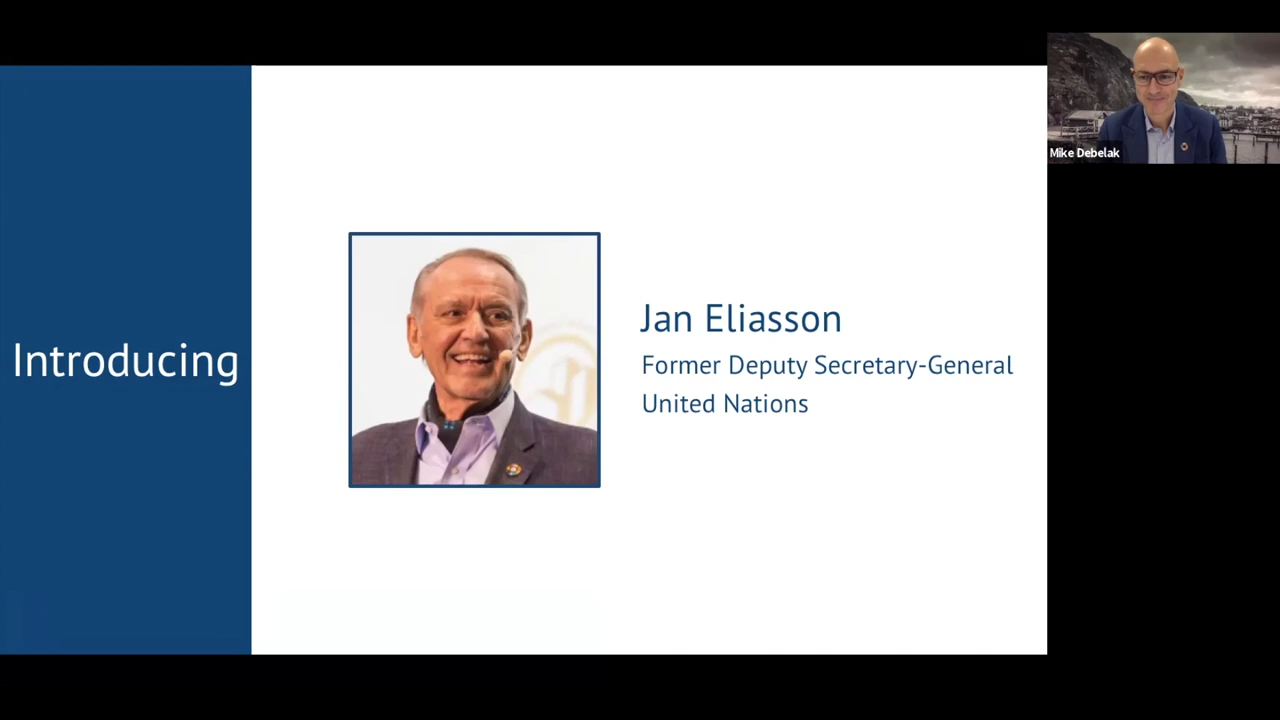 Introducing
Jan Eliasson
Former Deputy Secretary-General
United Nations
Mike Debelak